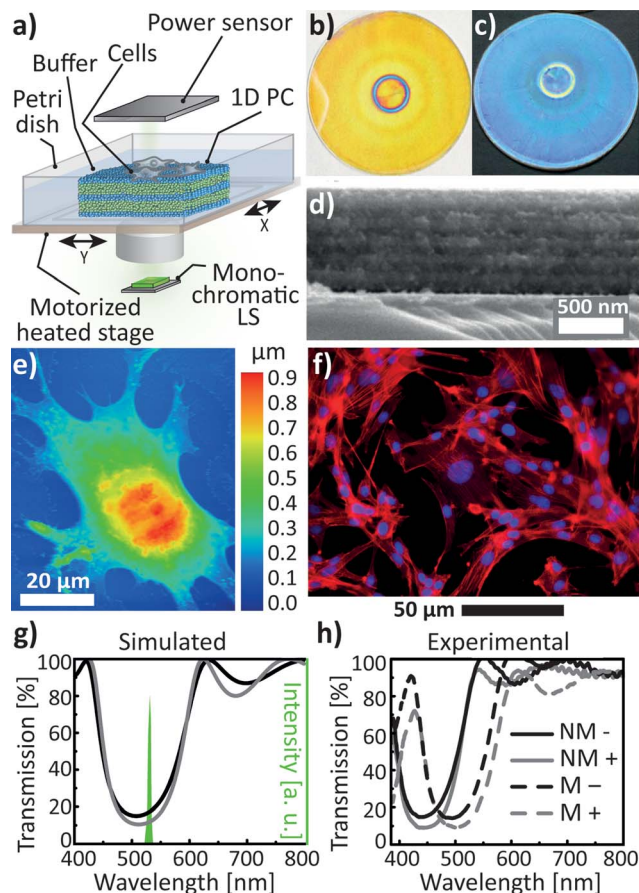 a)
Power sensor
Cells
Buffer
Petri
dish
1D PC
X
Y
Motorized
heated stage
Mono-
chromatic
LS
b)
c)
d)
500 nm
e)
µm
0.9
0.8
0.7
0.6
0.5
0.4
0.3
0.2
0.1
0.0
20 µm
f)
50 µm
g)
Simulated
Transmission [%]
100
80
60
40
20
0
400 500 600 700 800
Wavelength [nm]
Intensity [a. u.]
h)
Experimental
Transmission [%]
100
80
60
40
20
0
NM -
NM +
M –
M +
400 500 600 700 800
Wavelength [nm]